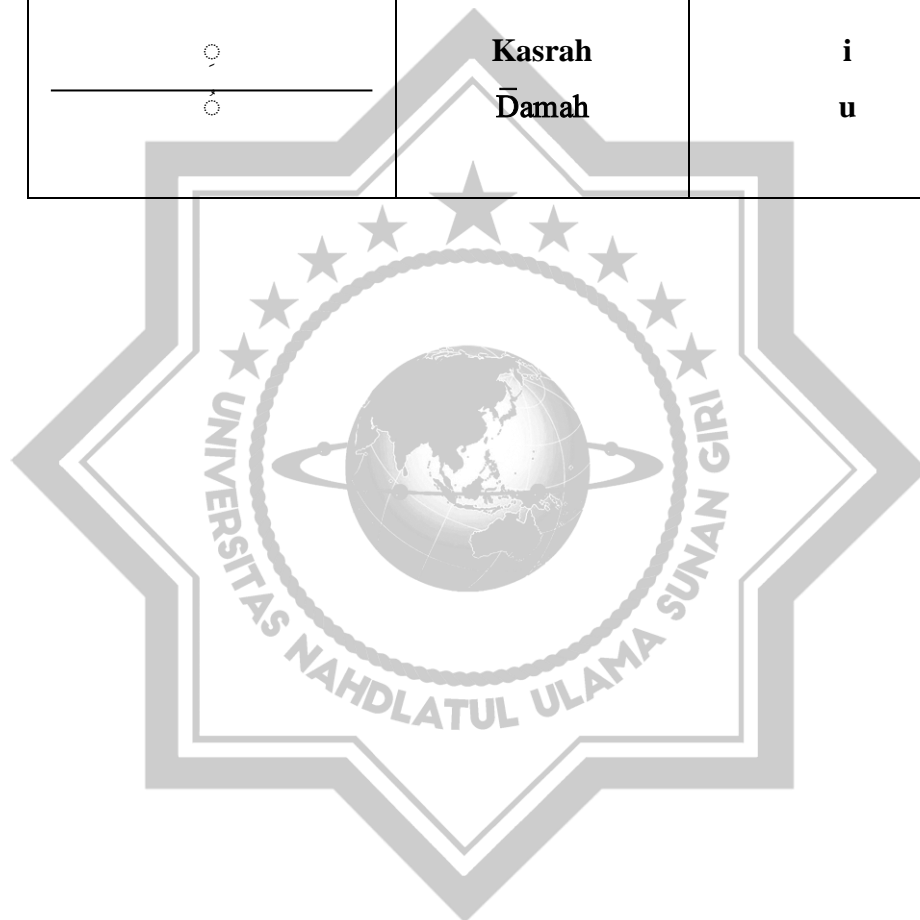 ◌ِ Kasrah i
◌ُ D̅amah u
UNIVERSITAS NAHDLATUL ULAMA SUNAN GIRI